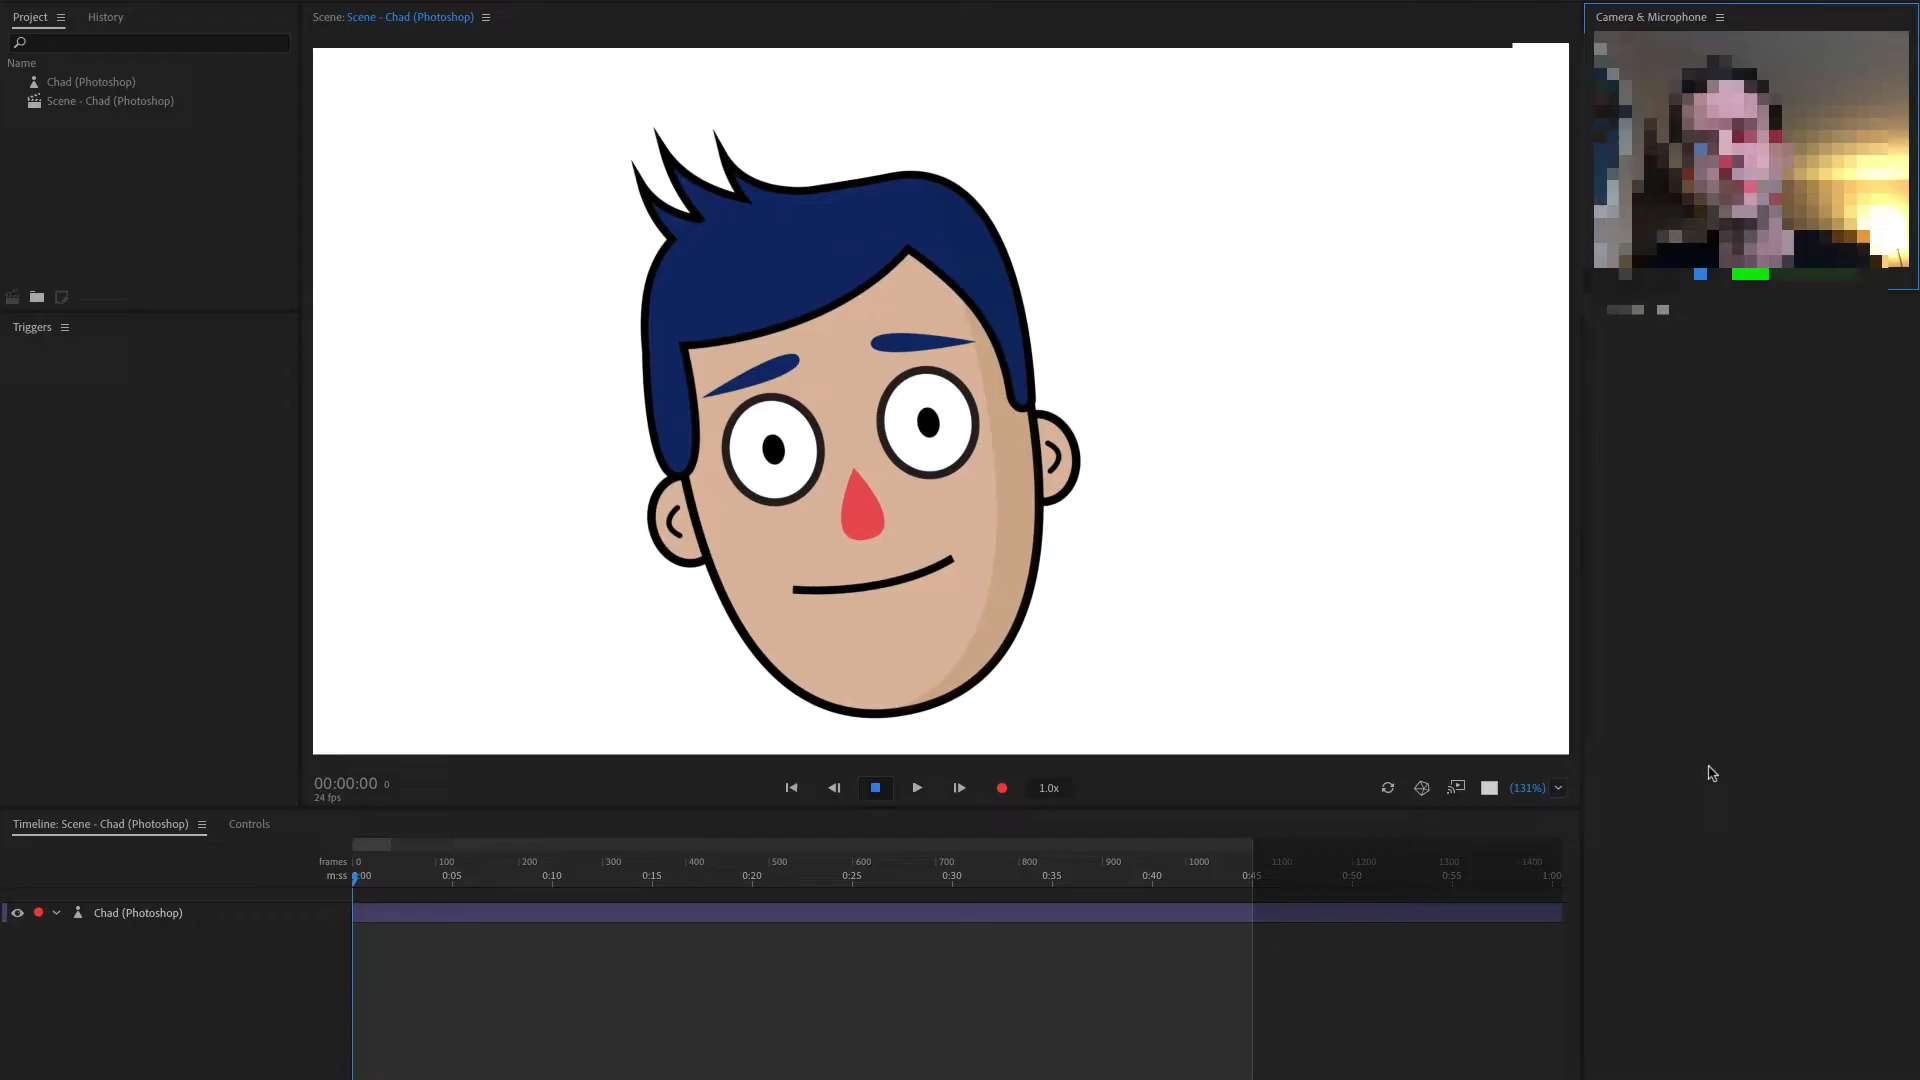 Project History
Name
Chad (Photoshop)
Scene - Chad (Photoshop)
Triggers
Scene: Scene - Chad (Photoshop)
Camera & Microphone
00:00:00 0
24 fps
1.0x
(131%)
Timeline: Scene - Chad (Photoshop) Controls
frames 0 100 200 300 400 500 600 700 800 900 1000 1100 1200 1300 1400
m:ss 0:00 0:05 0:10 0:15 0:20 0:25 0:30 0:35 0:40 0:45 0:50 0:55 1:00
Chad (Photoshop)